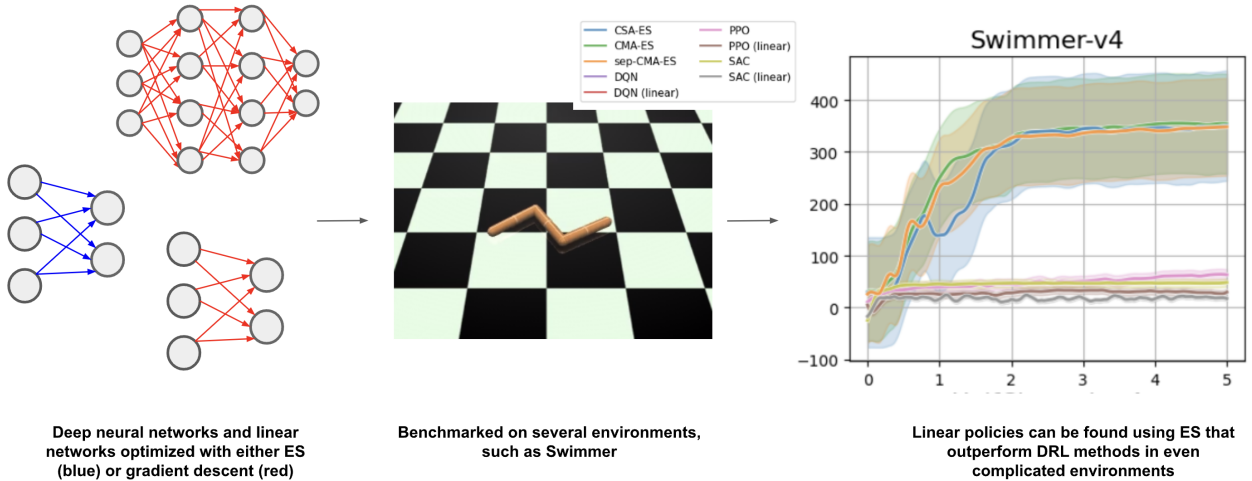 CSA-ES
CMA-ES
sep-CMA-ES
DQN
DQN (linear)
PPO
PPO (linear)
SAC
SAC (linear)
Swimmer-v4
400
300
200
100
0
−100
0 1 2 3 4 5
Deep neural networks and linear
networks optimized with either ES
(blue) or gradient descent (red)
Benchmarked on several environments,
such as Swimmer
Linear policies can be found using ES that
outperform DRL methods in even
complicated environments